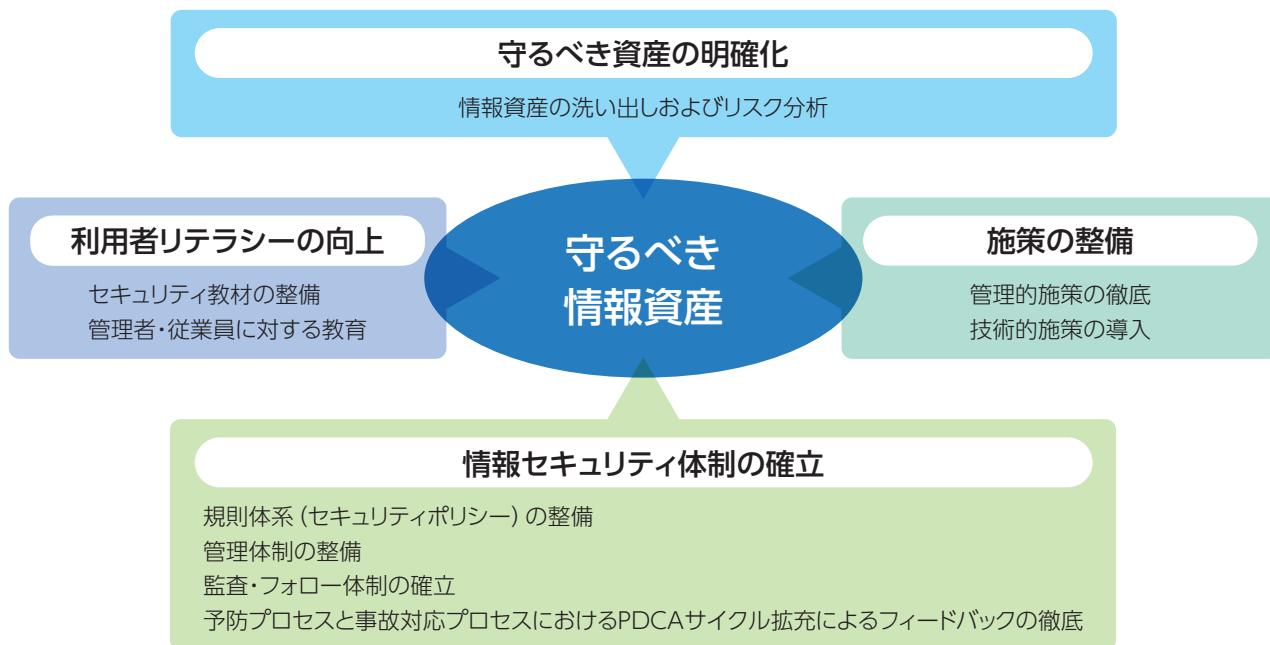 守るべき資産の明確化
情報資産の洗い出しおよびリスク分析
利用者リテラシーの向上
セキュリティ教材の整備
管理者・従業員に対する教育
守るべき
情報資産
施策の整備
管理的施策の徹底
技術的施策の導入
情報セキュリティ体制の確立
規則体系（セキュリティポリシー）の整備
管理体制の整備
監査・フォロー体制の確立
予防プロセスと事故対応プロセスにおけるPDCAサイクル拡充によるフィードバックの徹底